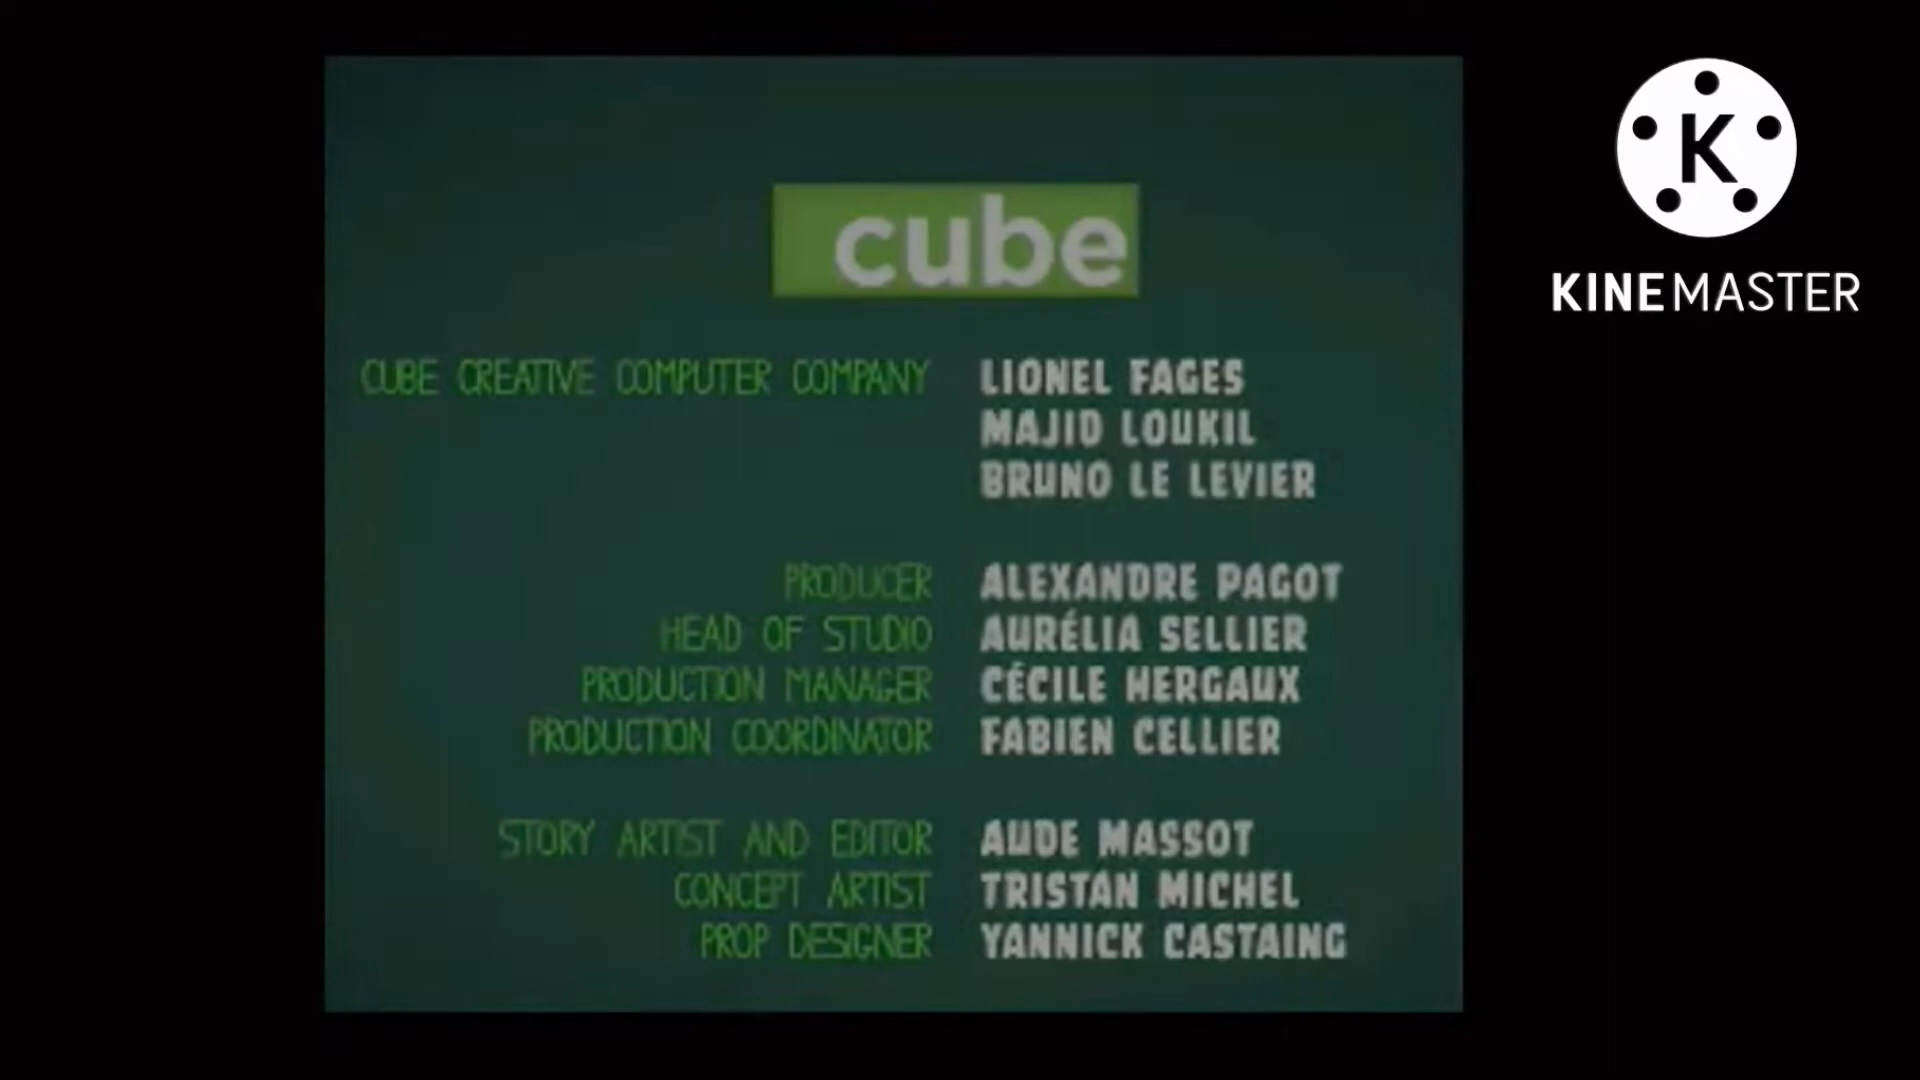 cube
K
KINEMASTER
CUBE CREATIVE COMPUTER COMPANY LIONEL FAGES
MAJID LOUKIL
BRUNO LE LEVIER
PRODUCER ALEXANDRE PAGOT
HEAD OF STUDIO AURÉLIA SELLIER
PRODUCTION MANAGER CÉCILE HERGAUX
PRODUCTION COORDINATOR FABIEN CELLIER
STORY ARTIST AND EDITOR AUDE MASSOT
CONCEPT ARTIST TRISTAN MICHEL
PROP DESIGNER YANNICK CASTAING